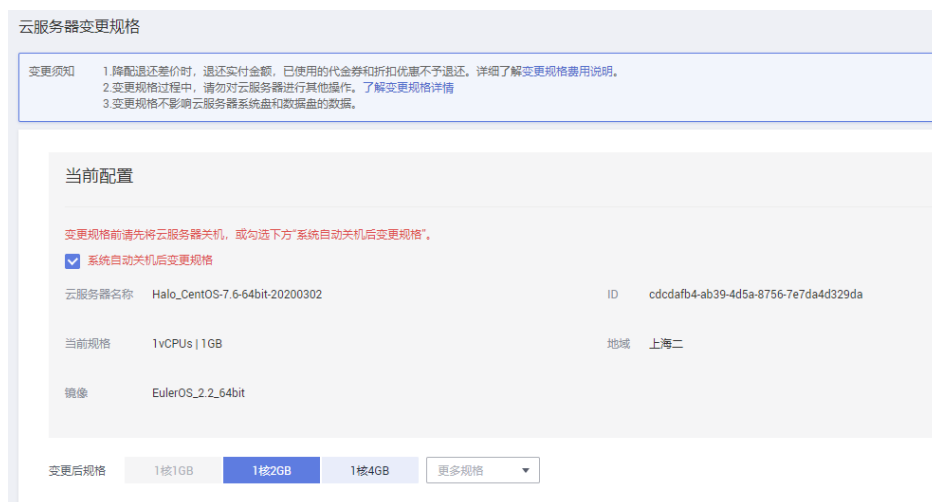 云服务器变更规格
变更须知 1.降配退还差价时，退还实付金额，已使用的代金券和折扣优惠不予退还。详细了解变更规格费用说明。
2.变更规格过程中，请勿对云服务器进行其他操作。了解变更规格详情
3.变更规格不影响云服务器系统盘和数据盘的数据。
当前配置
变更规格前请先将云服务器关机，或勾选下方“系统自动关机后变更规格”。
系统自动关机后变更规格
云服务器名称 Halo_CentOS-7.6-64bit-20200302 ID cdcdafb4-ab39-4d5a-8756-7e7da4d329da
当前规格 1vCPUs | 1GB 地域 上海二
镜像 EulerOS_2.2_64bit
变更后规格 1核1GB 1核2GB 1核4GB 更多规格